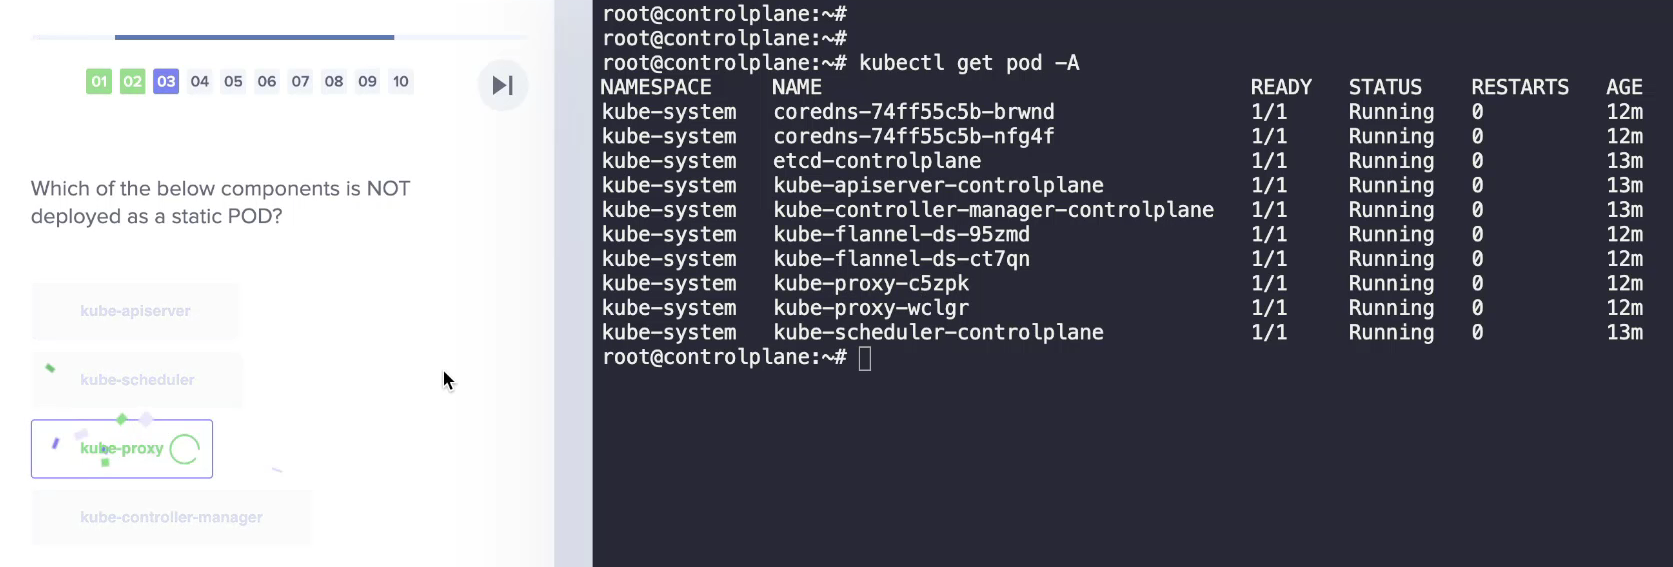 01 02 03 04 05 06 07 08 09 10
Which of the below components is NOT
deployed as a static POD?
kube-apiserver
kube-scheduler
kube-proxy
kube-controller-manager
root@controlplane:~#
root@controlplane:~#
root@controlplane:~# kubectl get pod -A
NAMESPACE NAME READY STATUS RESTARTS AGE
kube-system coredns-74ff55c5b-brwnd 1/1 Running 0 12m
kube-system coredns-74ff55c5b-nfg4f 1/1 Running 0 12m
kube-system etcd-controlplane 1/1 Running 0 13m
kube-system kube-apiserver-controlplane 1/1 Running 0 13m
kube-system kube-controller-manager-controlplane 1/1 Running 0 13m
kube-system kube-flannel-ds-95zmd 1/1 Running 0 12m
kube-system kube-flannel-ds-ct7qn 1/1 Running 0 12m
kube-system kube-proxy-c5zpk 1/1 Running 0 12m
kube-system kube-proxy-wclgr 1/1 Running 0 12m
kube-system kube-scheduler-controlplane 1/1 Running 0 13m
root@controlplane:~#